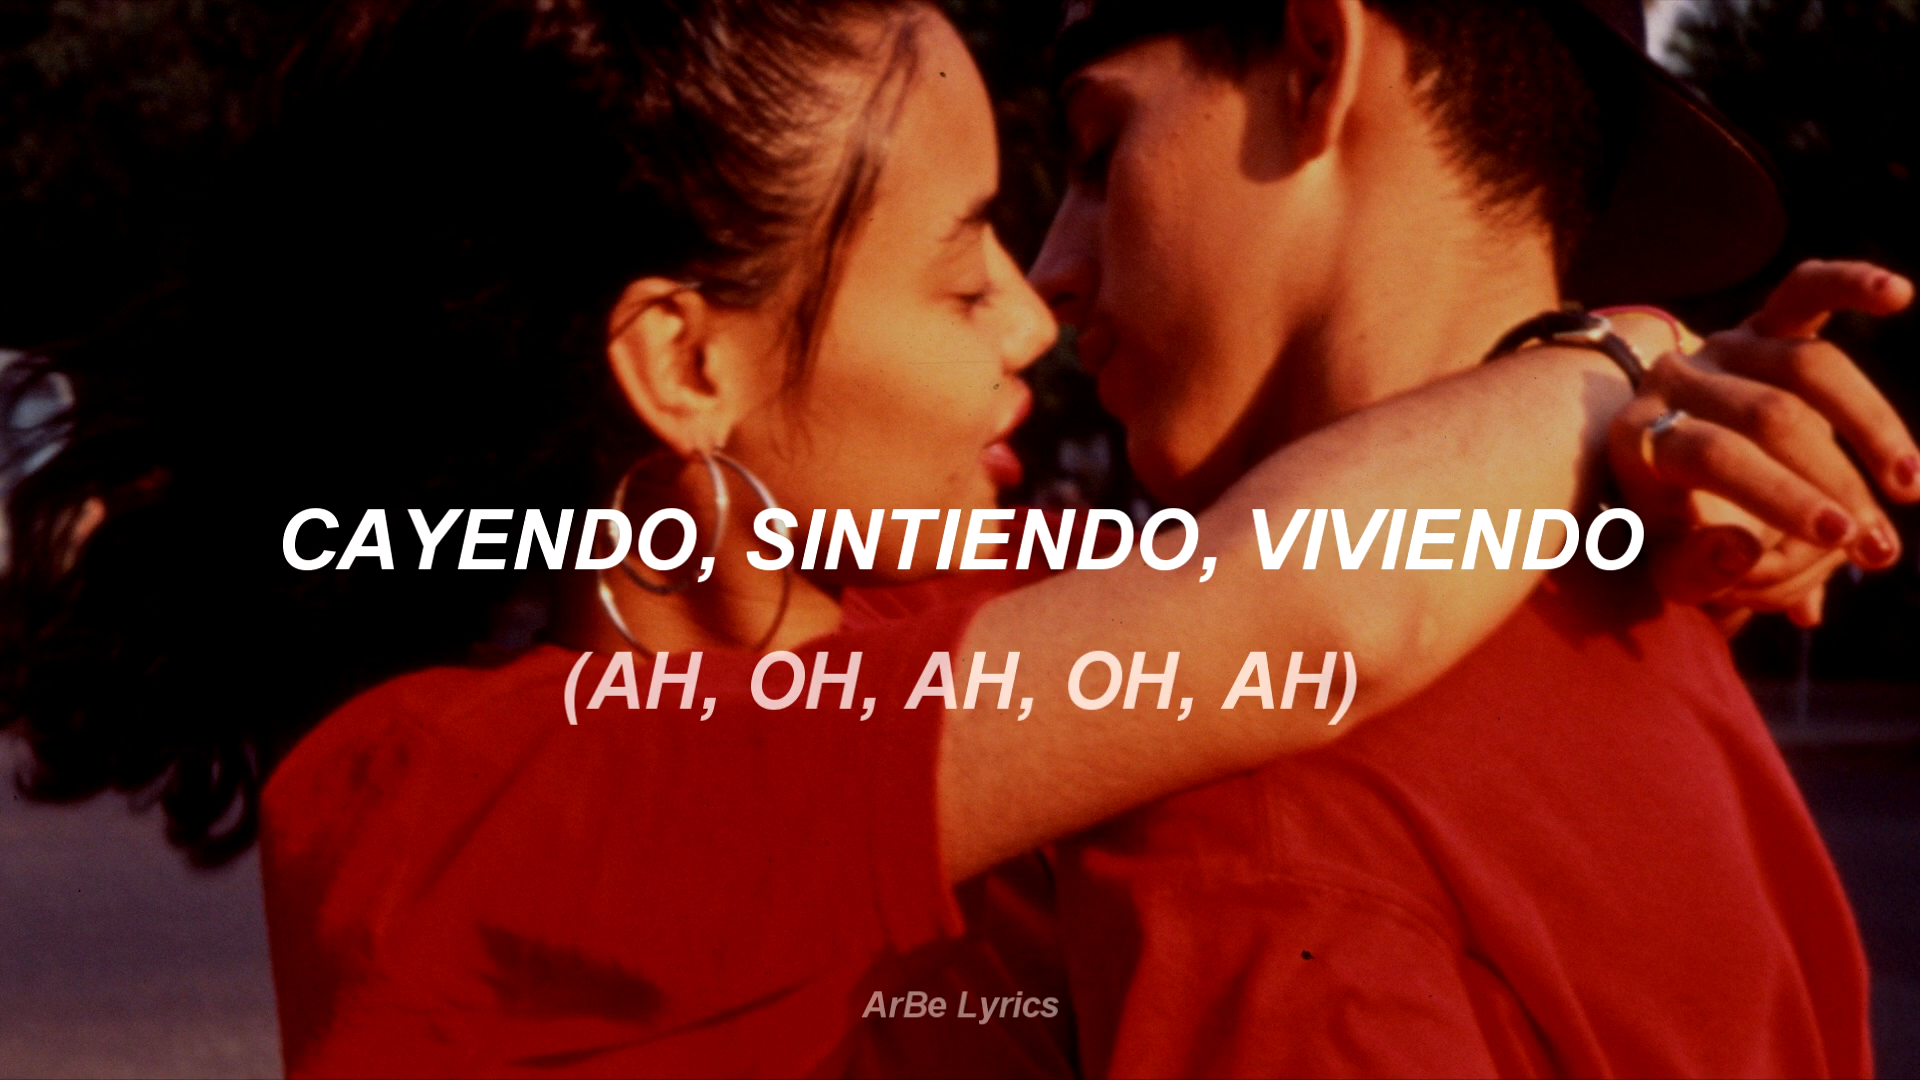 CAYENDO, SINTIENDO, VIVIENDO
(AH, OH, AH, OH, AH)
ArBe Lyrics